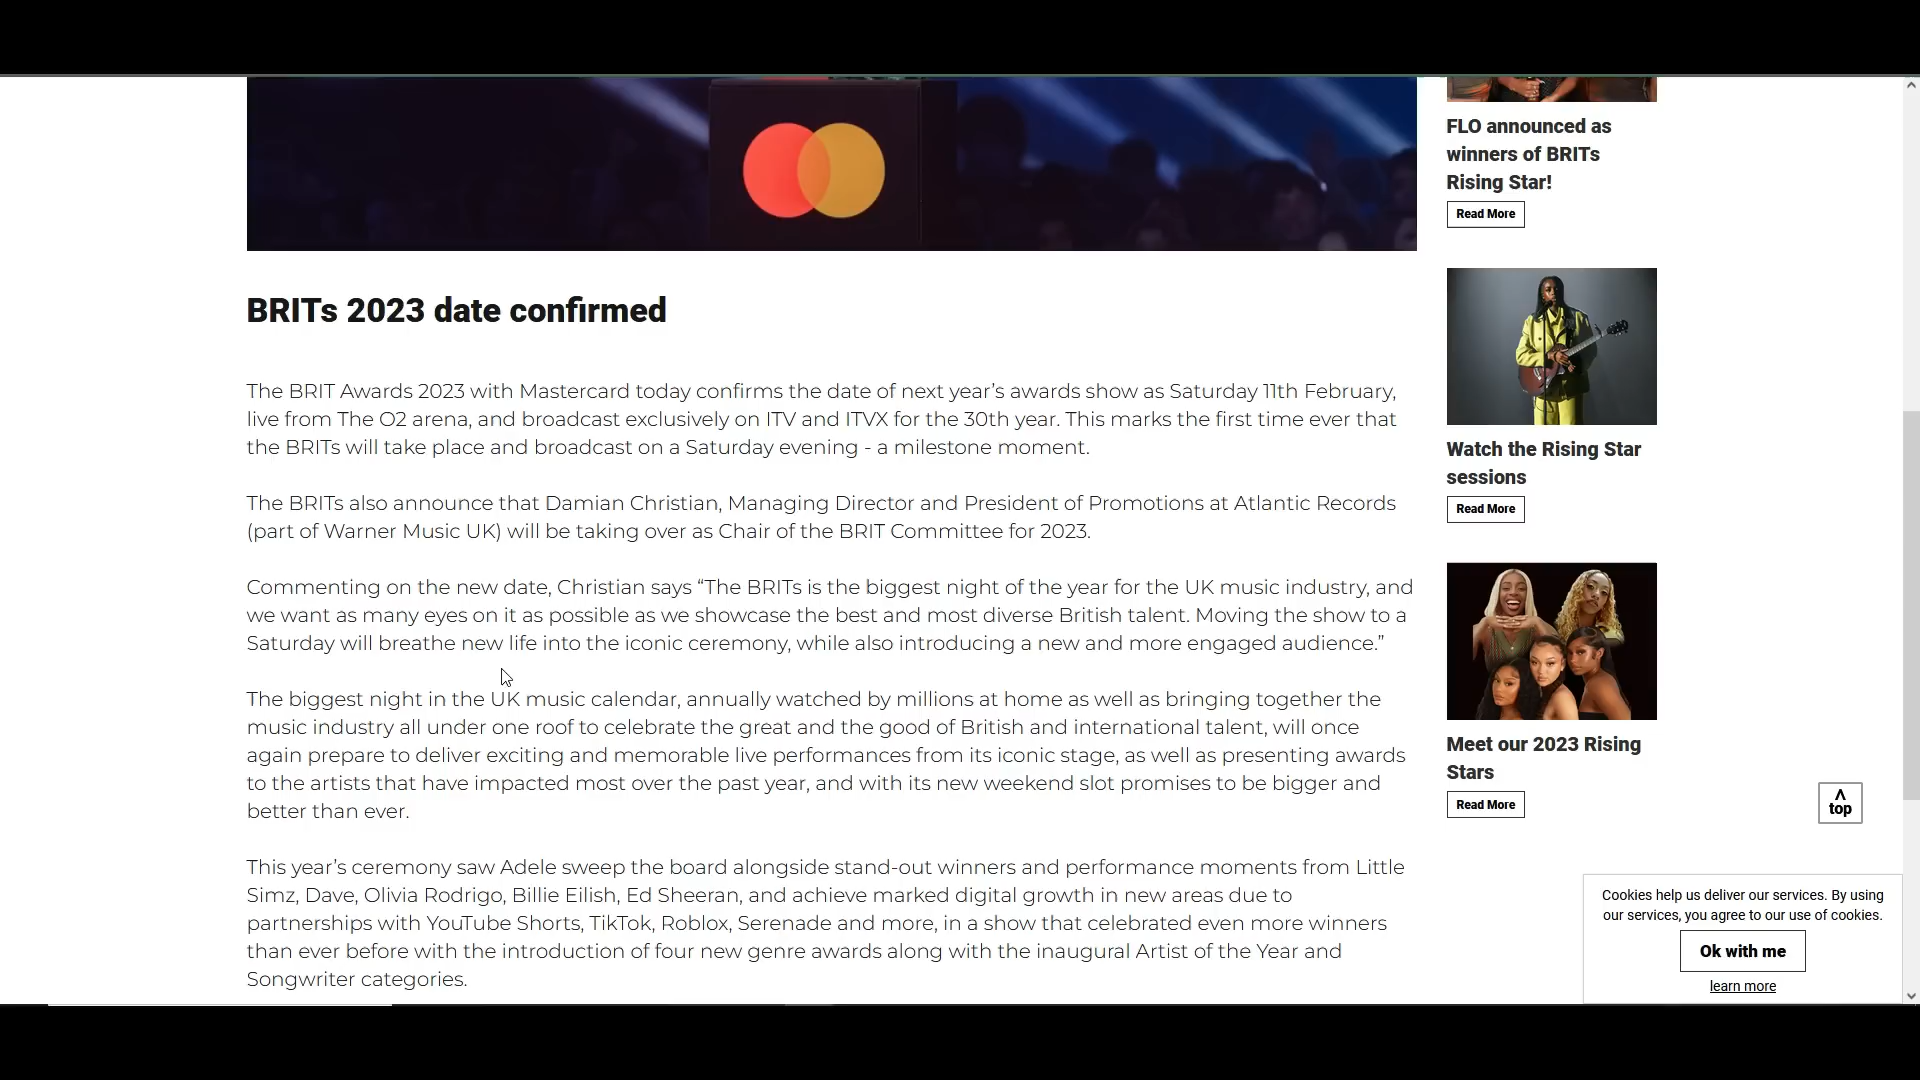 BRITs 2023 date confirmed
The BRIT Awards 2023 with Mastercard today confirms the date of next year’s awards show as Saturday 11th February,
live from The O2 arena, and broadcast exclusively on ITV and ITVX for the 30th year. This marks the first time ever that
the BRITs will take place and broadcast on a Saturday evening - a milestone moment.
The BRITs also announce that Damian Christian, Managing Director and President of Promotions at Atlantic Records
(part of Warner Music UK) will be taking over as Chair of the BRIT Committee for 2023.
Commenting on the new date, Christian says “The BRITs is the biggest night of the year for the UK music industry, and
we want as many eyes on it as possible as we showcase the best and most diverse British talent. Moving the show to a
Saturday will breathe new life into the iconic ceremony, while also introducing a new and more engaged audience.”
The biggest night in the UK music calendar, annually watched by millions at home as well as bringing together the
music industry all under one roof to celebrate the great and the good of British and international talent, will once
again prepare to deliver exciting and memorable live performances from its iconic stage, as well as presenting awards
to the artists that have impacted most over the past year, and with its new weekend slot promises to be bigger and
better than ever.
This year’s ceremony saw Adele sweep the board alongside stand-out winners and performance moments from Little
Simz, Dave, Olivia Rodrigo, Billie Eilish, Ed Sheeran, and achieve marked digital growth in new areas due to
partnerships with YouTube Shorts, TikTok, Roblox, Serenade and more, in a show that celebrated even more winners
than ever before with the introduction of four new genre awards along with the inaugural Artist of the Year and
Songwriter categories.
FLO announced as
winners of BRITs
Rising Star!
Read More
Watch the Rising Star
sessions
Read More
Meet our 2023 Rising
Stars
Read More
^
top
Cookies help us deliver our services. By using
our services, you agree to our use of cookies.
Ok with me
learn more